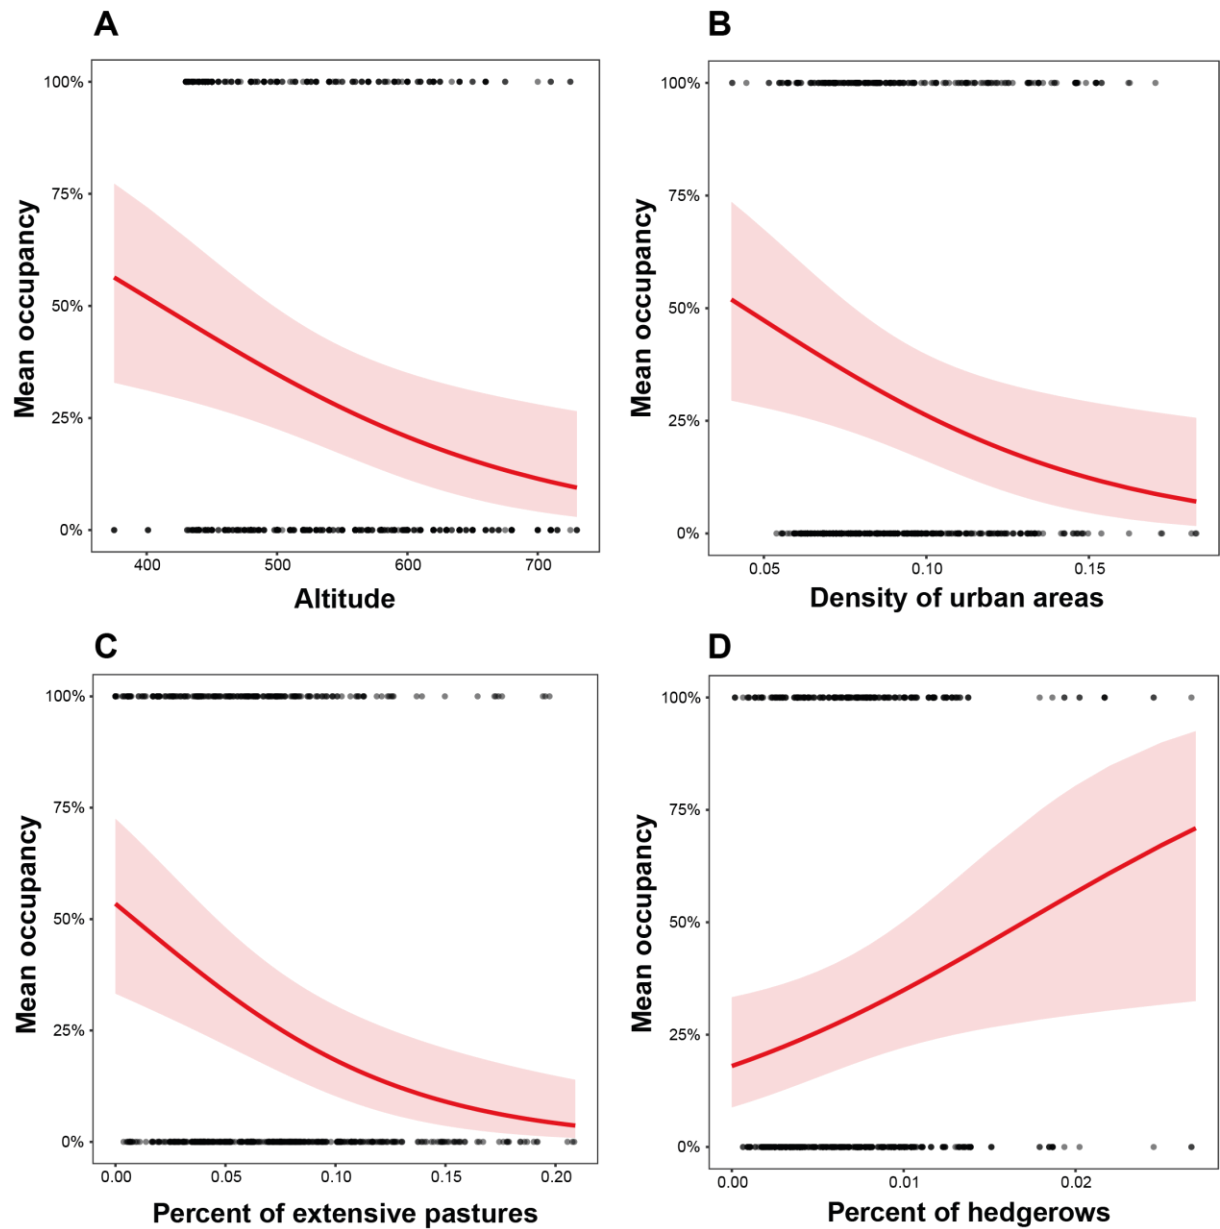 A
100%
75%
50%
25%
0%
Mean occupancy
400 500 600 700
Altitude
B
100%
75%
50%
25%
0%
Mean occupancy
0.05 0.10 0.15
Density of urban areas
C
100%
75%
50%
25%
0%
Mean occupancy
0.00 0.05 0.10 0.15 0.20
Percent of extensive pastures
D
100%
75%
50%
25%
0%
Mean occupancy
0.00 0.01 0.02
Percent of hedgerows